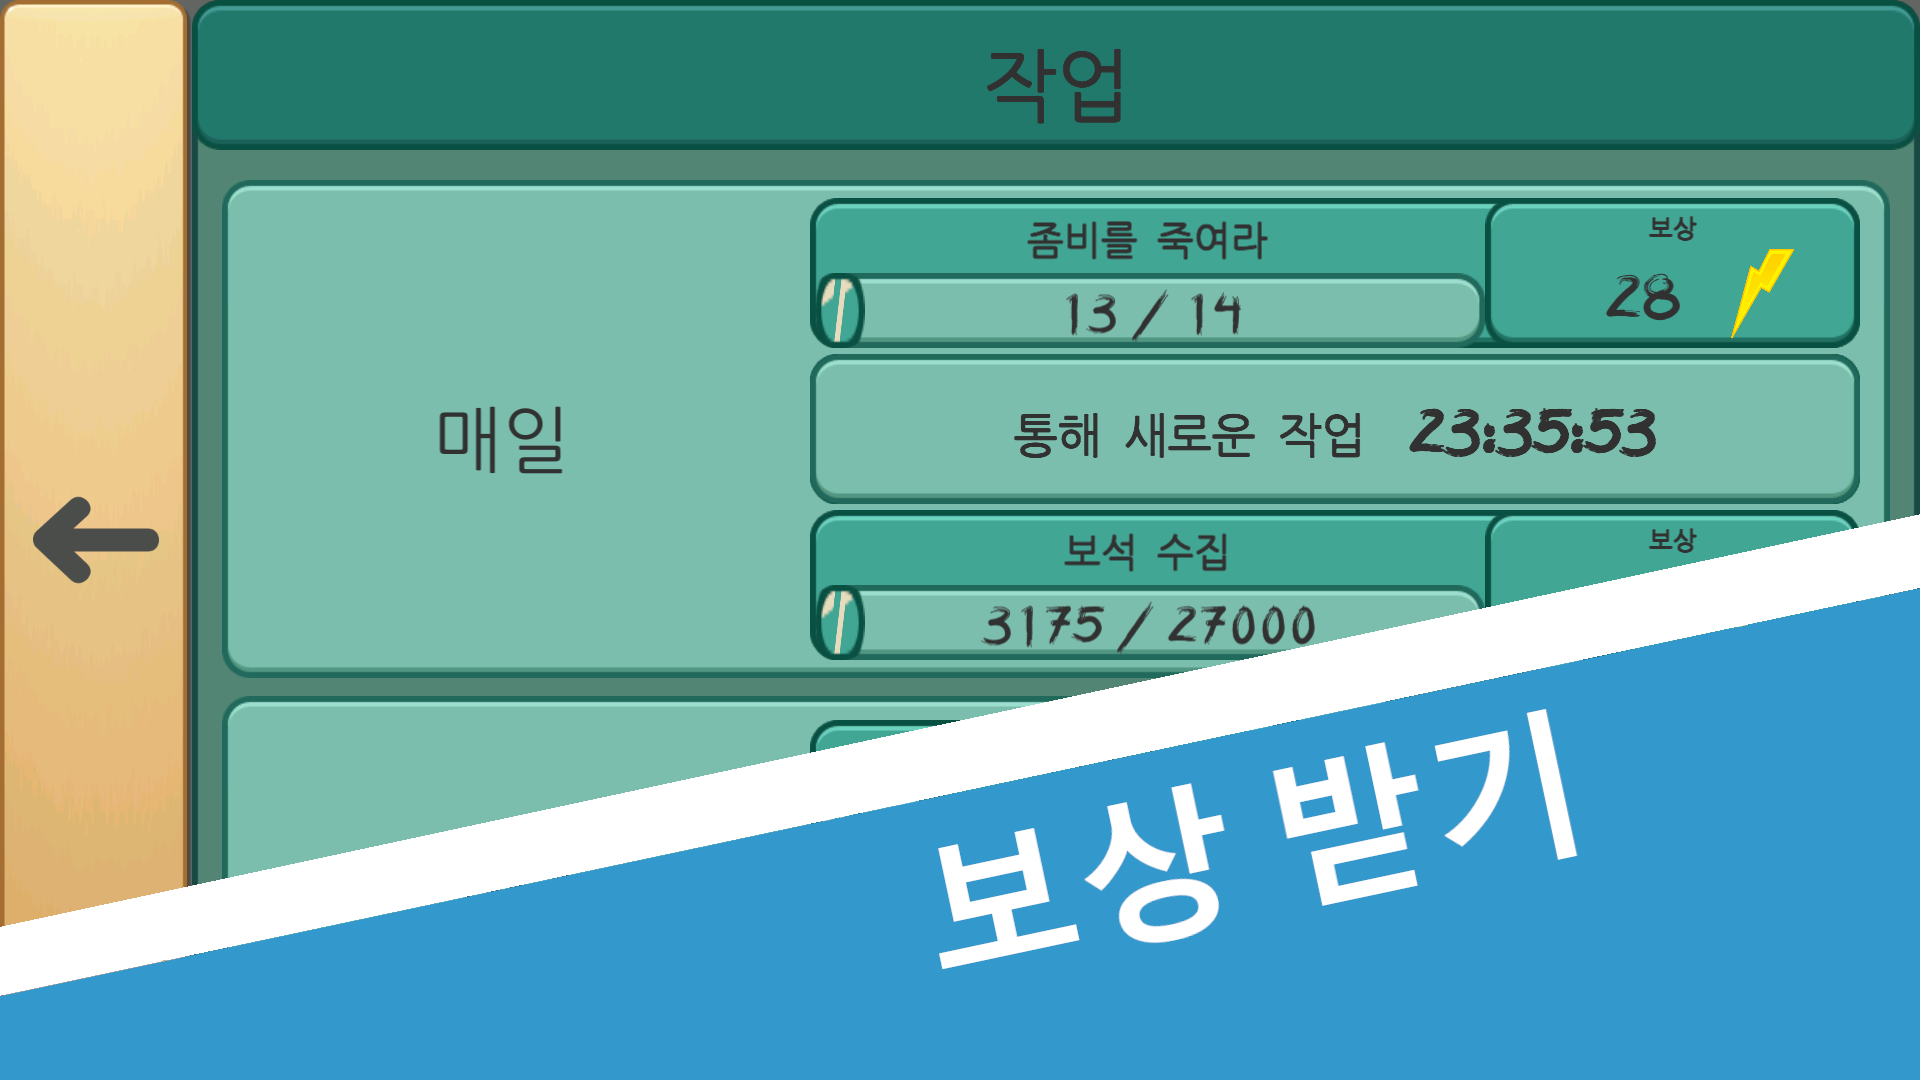 작업
매일
좀비를 죽여라
13 / 14
보상
28
통해 새로운 작업 23:35:53
보석 수집
3175 / 27000
보상
보상 받기